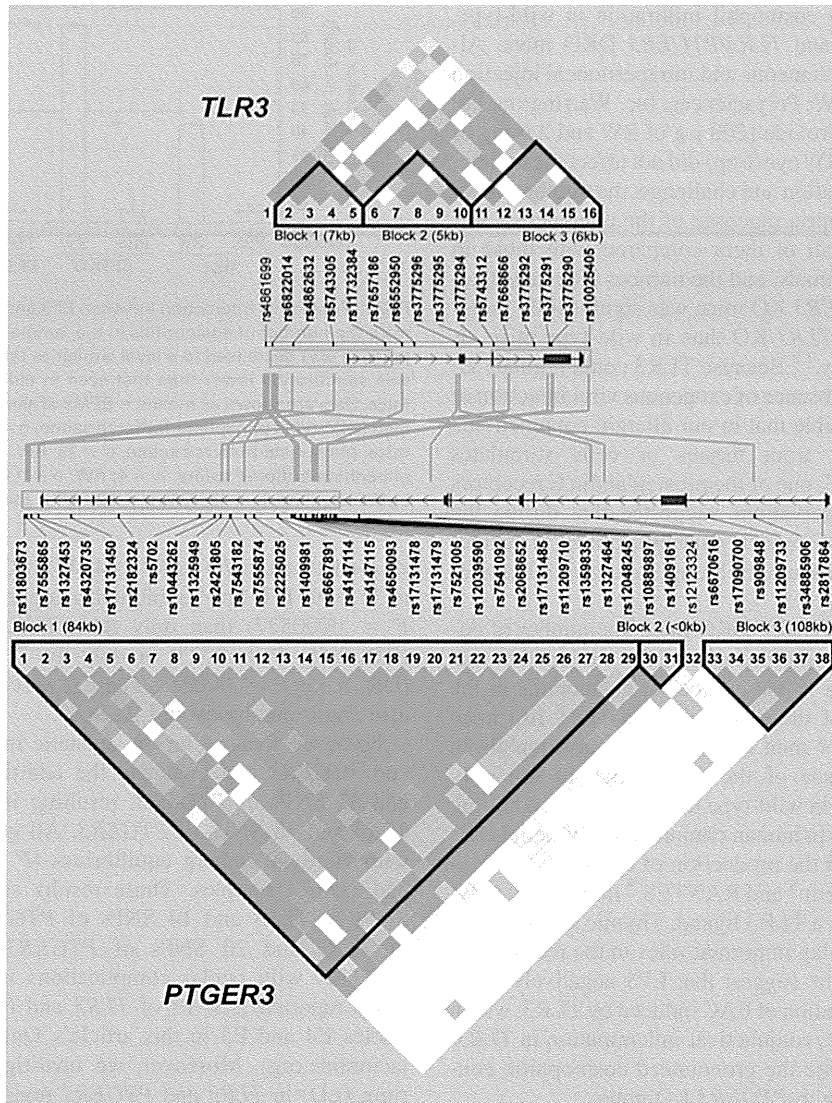 TLR3
1 2 3 4 5 6 7 8 9 10 11 12 13 14 15 16
Block 1 (7kb) Block 2 (5kb) Block 3 (6kb)
rs4861699
rs6822014
rs4862632
rs5743305
rs11732384
rs7657186
rs6552950
rs3775296
rs3775295
rs3775294
rs5743312
rs7668666
rs3775292
rs3775291
rs3775290
rs10025405
rs11803673
rs7555865
rs1327453
rs4320735
rs17131450
rs2182324
rs5702
rs10443262
rs1325949
rs2421805
rs7543182
rs7555874
rs2225025
rs1409981
rs6667891
rs4147114
rs4147115
rs4650093
rs17131478
rs17131479
rs7521005
rs12039590
rs7541092
rs2068652
rs17131485
rs11209710
rs1359835
rs1327464
rs12048245
rs10889897
rs1409161
rs12123324
rs6670616
rs17090700
rs909848
rs11209733
rs34885906
rs2817864
Block 1 (84kb) Block 2 (<0kb) Block 3 (108kb)
1 2 3 4 5 6 7 8 9 10 11 12 13 14 15 16 17 18 19 20 21 22 23 24 25 26 27 28 29 30 31 32 33 34 35 36 37 38
PTGER3